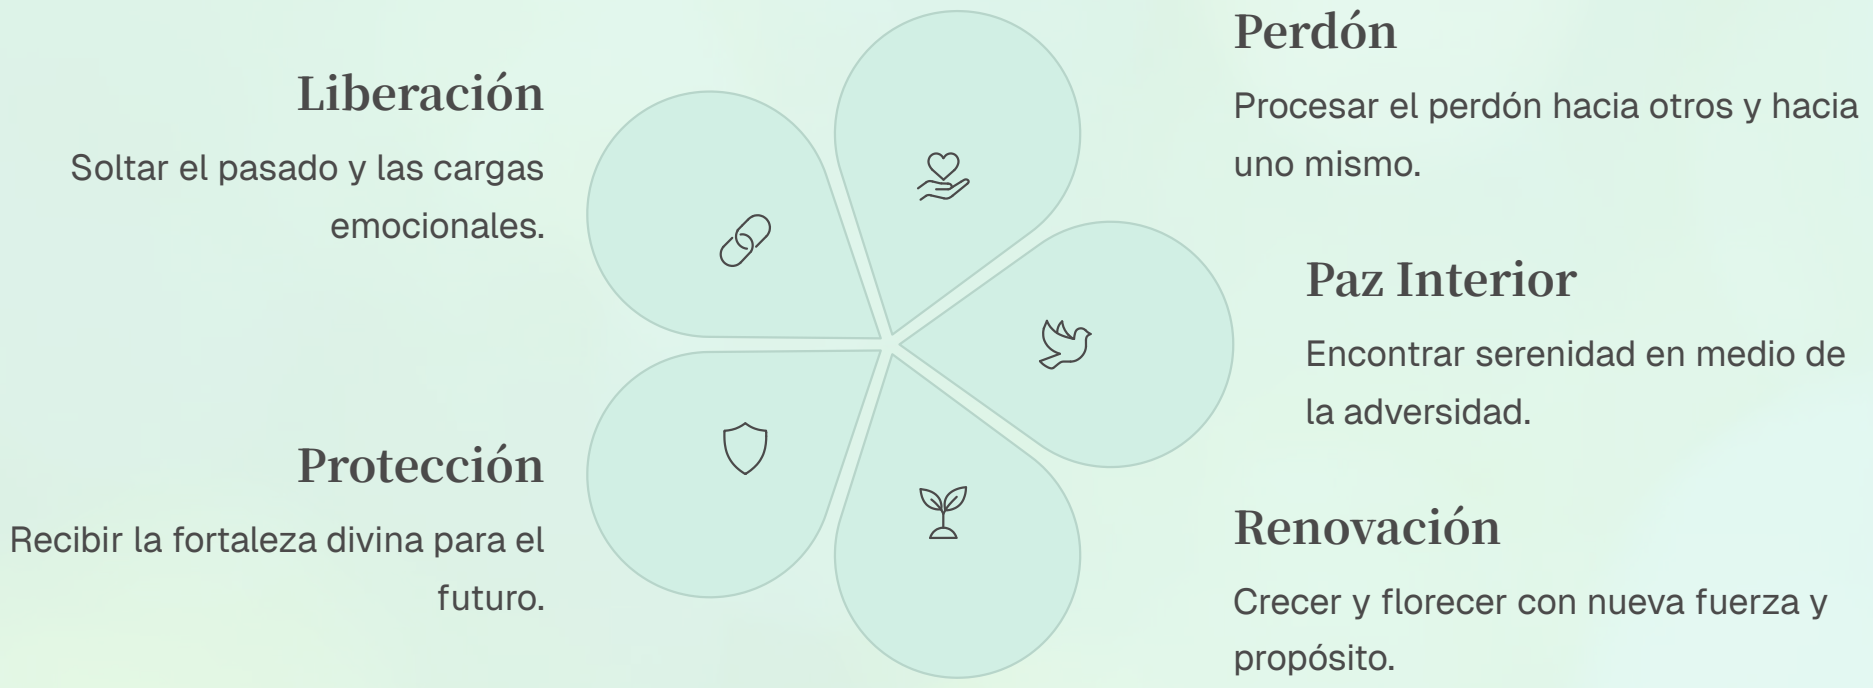 Liberación
Soltar el pasado y las cargas
emocionales.
Perdón
Procesar el perdón hacia otros y hacia
uno mismo.
Paz Interior
Encontrar serenidad en medio de
la adversidad.
Protección
Recibir la fortaleza divina para el
futuro.
Renovación
Crecer y florecer con nueva fuerza y
propósito.